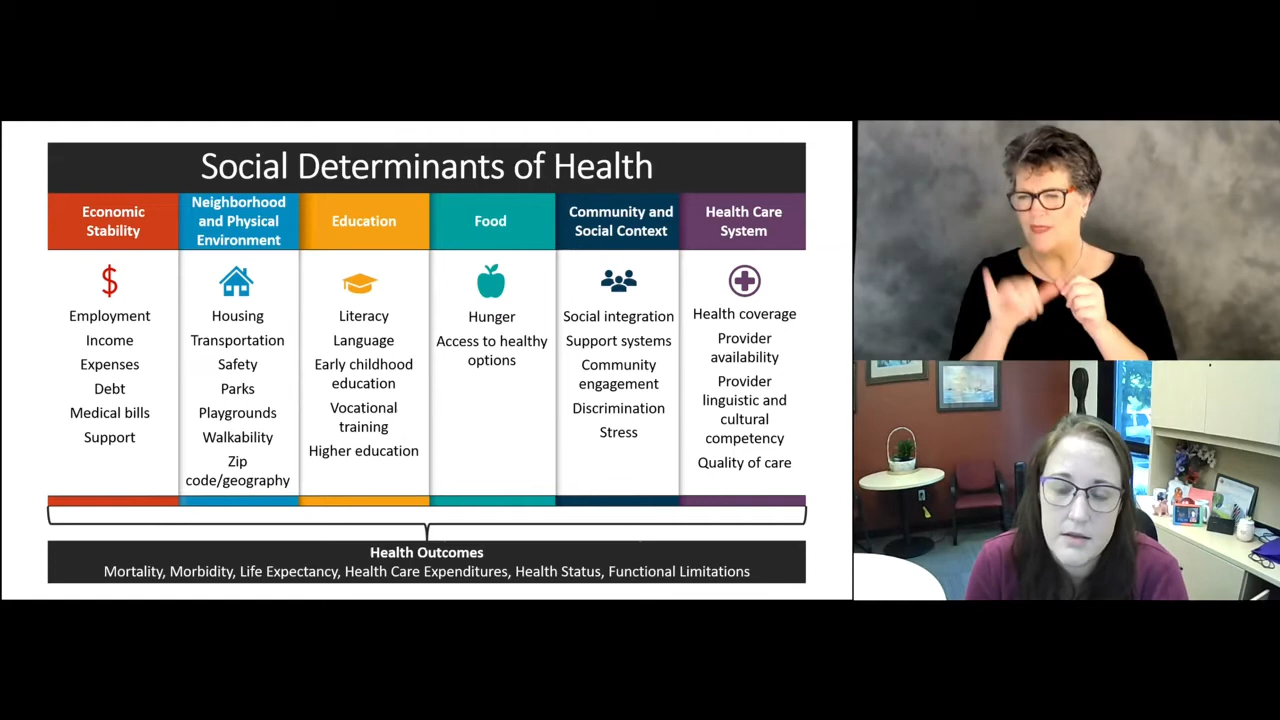 Social Determinants of Health
Economic
Stability
Neighborhood
and Physical
Environment
Education
Food
Community and
Social Context
Health Care
System
$
Employment
Income
Expenses
Debt
Medical bills
Support
Housing
Transportation
Safety
Parks
Playgrounds
Walkability
Zip
code/geography
Literacy
Language
Early childhood
education
Vocational
training
Higher education
Hunger
Access to healthy
options
Social integration
Support systems
Community
engagement
Discrimination
Stress
Health coverage
Provider
availability
Provider
linguistic and
cultural
competency
Quality of care
Health Outcomes
Mortality, Morbidity, Life Expectancy, Health Care Expenditures, Health Status, Functional Limitations